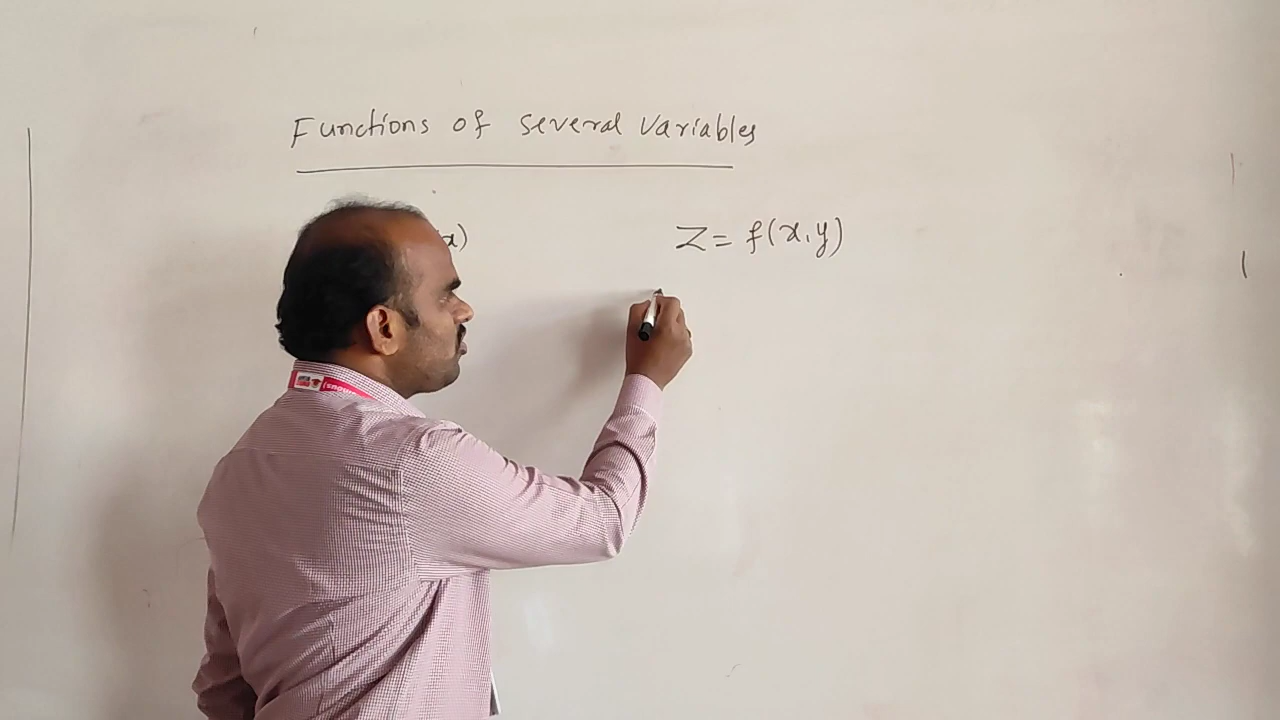 Functions of several variables
x) Z = f(x,y)